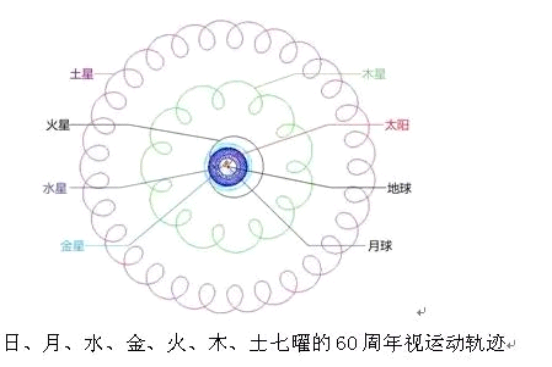 土星
木星
火星
太阳
水星
地球
金星
月球
日、月、水、金、火、木、土七曜的60周年视运动轨迹